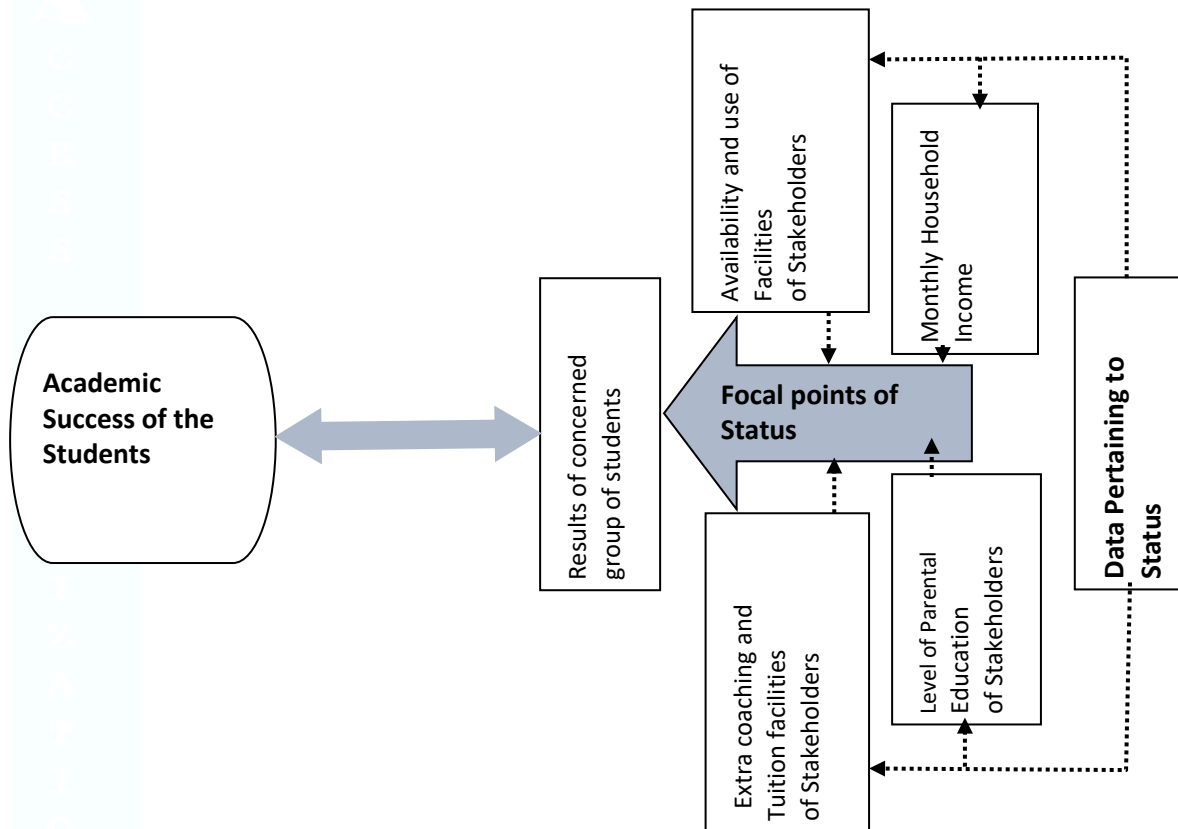 Academic
Success of the
Students
Results of concerned
group of students
Focal points of
Status
Availability and use of
Facilities
of Stakeholders
Monthly Household
Income
Extra coaching and
Tuition facilities
of Stakeholders
Level of Parental
Education
of Stakeholders
Data Pertaining to
Status